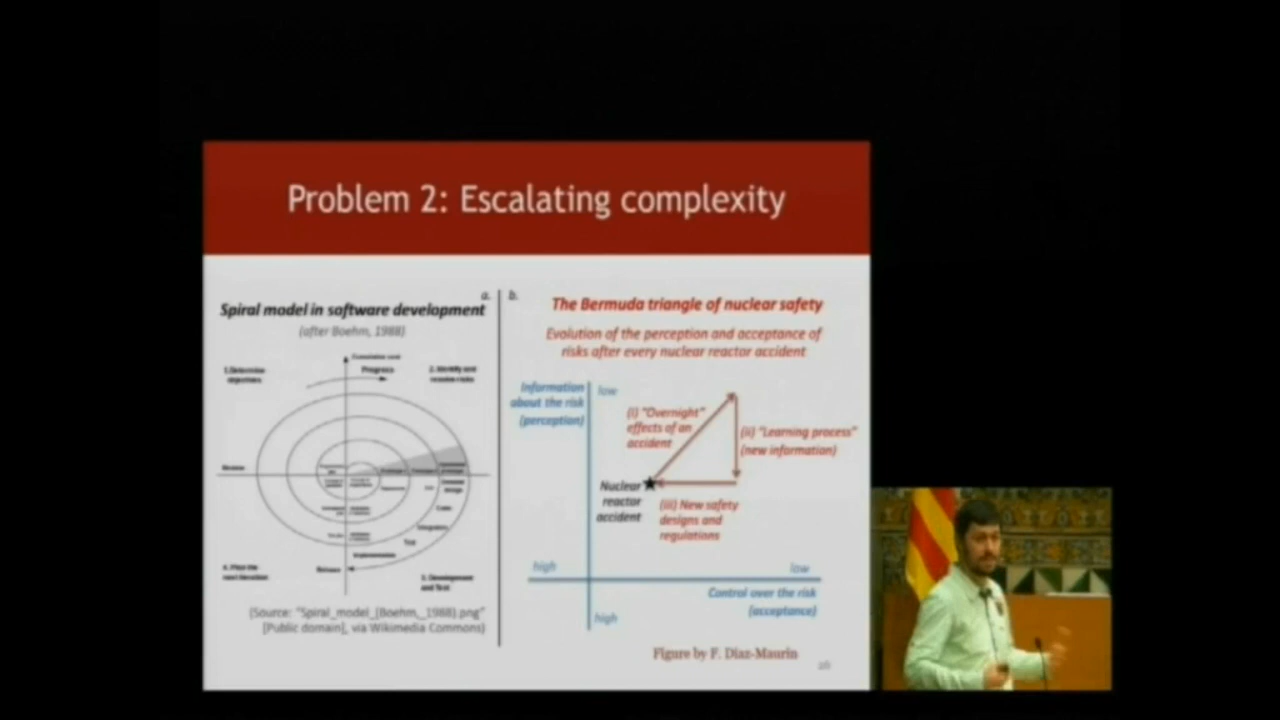 Problem 2: Escalating complexity
a.
Spiral model in software development
(after Boehm, 1988)
Cumulative cost
Progress
1.Determine
objectives
2. Identify and
resolve risks
Review
Code
Integration
Test
Implementation
Release
4. Plan the
next iteration
3. Development
and Test
(Source: "Spiral_model_(Boehm,_1988).png"
[Public domain], via Wikimedia Commons)
b.
The Bermuda triangle of nuclear safety
Evolution of the perception and acceptance of
risks after every nuclear reactor accident
Information
about the risk
(perception)
low
(i) "Overnight"
effects of an
accident
(ii) "Learning process"
(new information)
Nuclear
reactor
accident
(iii) New safety
designs and
regulations
high
low
Control over the risk
(acceptance)
high
Figure by F. Diaz-Maurin